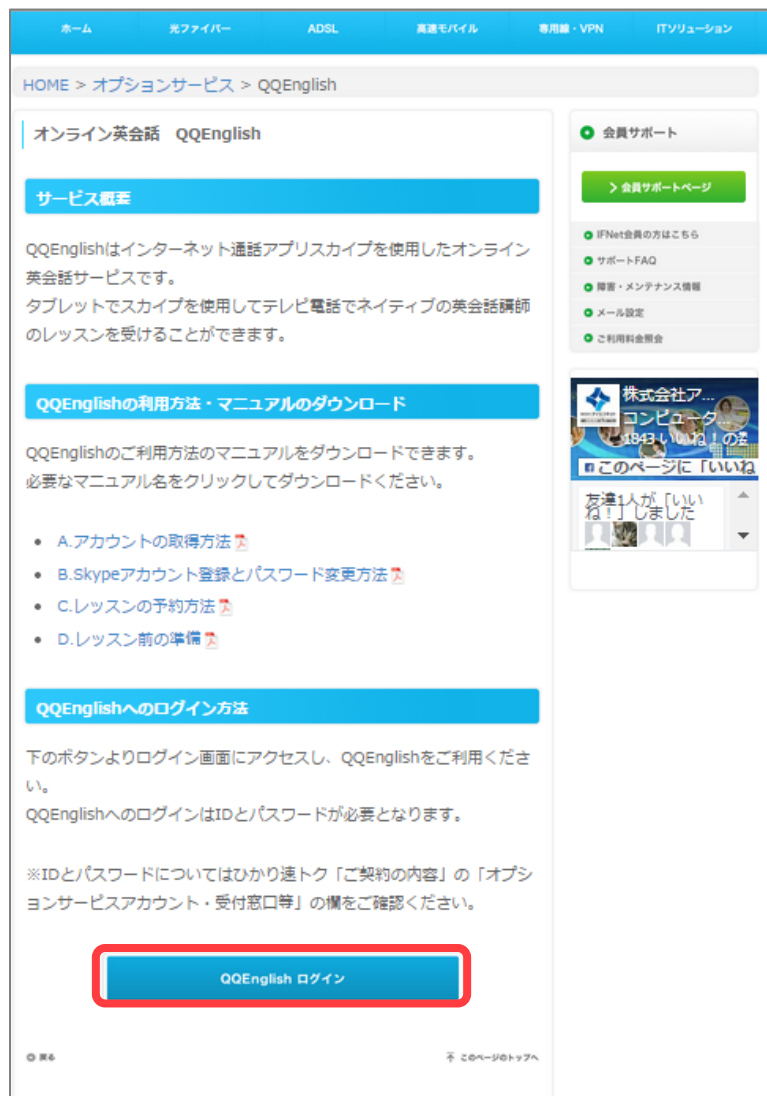 ホーム 光ファイバー ADSL 高速モバイル 専用線・VPN ITソリューション
HOME > オプションサービス > QQEnglish
オンライン英会話 QQEnglish
サービス概要
QQEnglishはインターネット通話アプリスカイプを使用したオンライン
英会話サービスです。
タブレットでスカイプを使用してテレビ電話でネイティブの英会話講師
のレッスンを受けることができます。
QQEnglishの利用方法・マニュアルのダウンロード
QQEnglishのご利用方法のマニュアルをダウンロードできます。
必要なマニュアル名をクリックしてダウンロードください。
A.アカウントの取得方法
B.Skypeアカウント登録とパスワード変更方法
C.レッスンの予約方法
D.レッスン前の準備
QQEnglishへのログイン方法
下のボタンよりログイン画面にアクセスし、QQEnglishをご利用くださ
い。
QQEnglishへのログインはIDとパスワードが必要となります。
※IDとパスワードについてはひかり速トク「ご契約の内容」の「オプシ
ョンサービスアカウント・受付窓口等」の欄をご確認ください。
QQEnglish ログイン
戻る
このページのトップへ
会員サポート
会員サポートページ
IFNet会員の方はこちら
サポートFAQ
障害・メンテナンス情報
メール設定
ご利用料金照会
株式会社ア...
コンピュータ...
1843 いいね！の
このページに「いいね
友達1人が「いい
ね！」しました